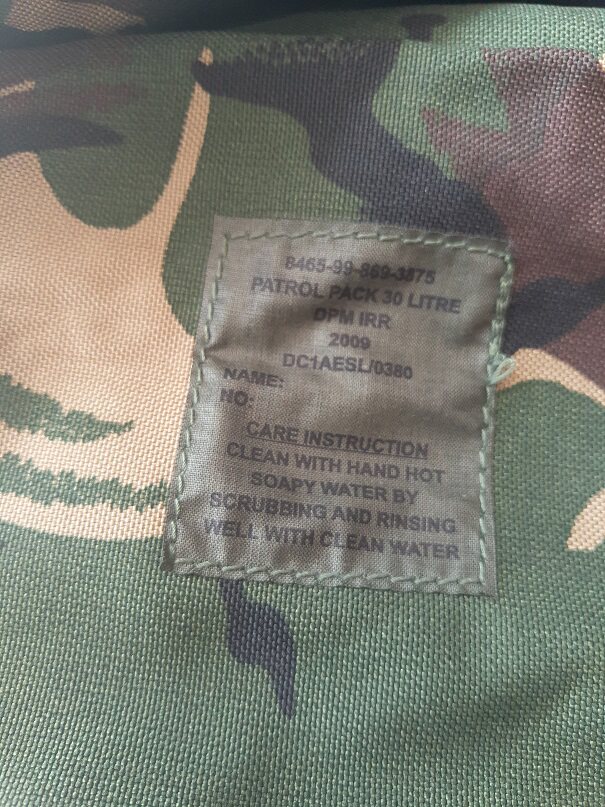 8465-99-869-3875
PATROL PACK 30 LITRE
DPM IRR
2009
DC1AESL/0380
NAME:
NO:
CARE INSTRUCTION
CLEAN WITH HAND HOT
SOAPY WATER BY
SCRUBBING AND RINSING
WELL WITH CLEAN WATER